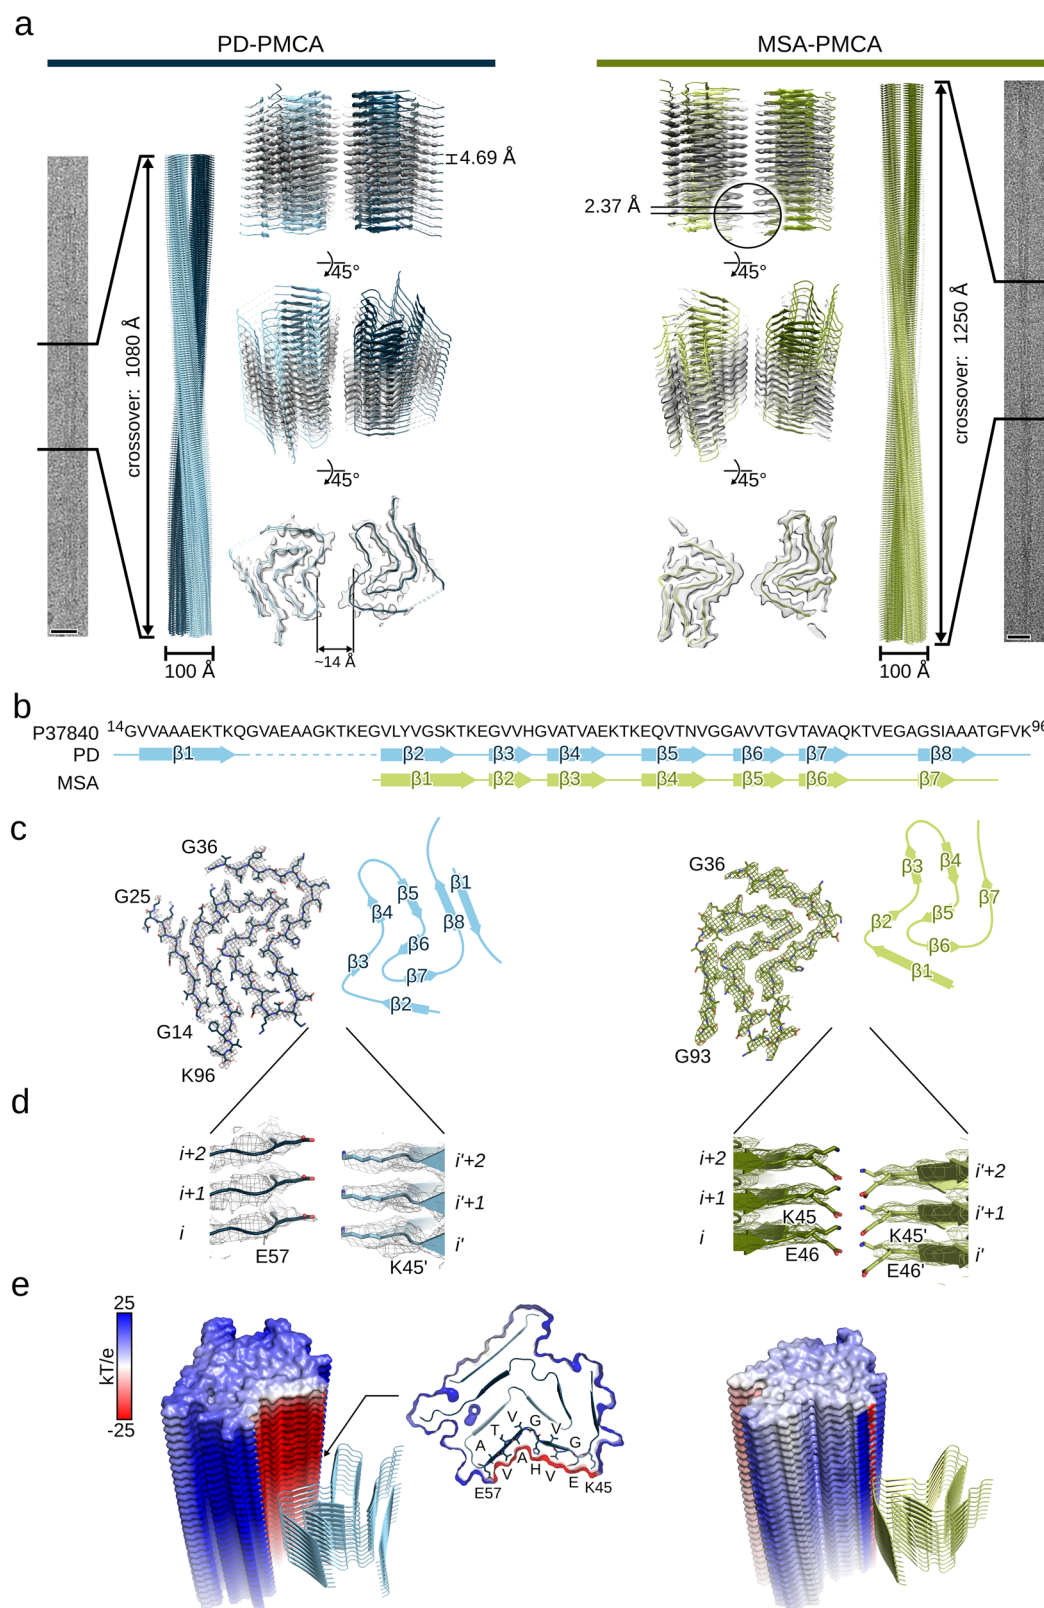 a
PD-PMCA
MSA-PMCA
4.69 Å
2.37 Å
45°
45°
crossover: 1080 Å
crossover: 1250 Å
45°
45°
~14 Å
100 Å
100 Å
b
P37840 14GVVAAAEKTKQGVAEAAGKTKEGVLYVGSKTKEGVVHGVATVAEKTKEQVTNVGGAVVTGVTAVAQKTVEGAGSIAAATGFVK96
PD β1 β2 β3 β4 β5 β6 β7 β8
MSA β1 β2 β3 β4 β5 β6 β7
c
G36
G25
G14
K96
β1
β5
β4
β8
β6
β3
β7
β2
G36
G93
β3
β4
β7
β2
β5
β6
β1
d
i+2
i+1
i
E57
i'+2
i'+1
i'
K45'
i+2
i+1
i
K45
E46
i'+2
i'+1
i'
K45'
E46'
e
25
kT/e
-25
V G V
T G
A
V A H V E
E57 K45